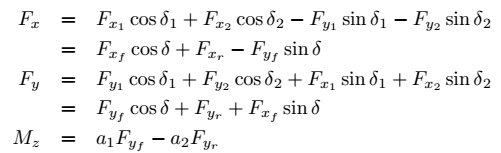 F_x = F_{x_1} cos δ_1 + F_{x_2} cos δ_2 − F_{y_1} sin δ_1 − F_{y_2} sin δ_2
= F_{x_f} cos δ + F_{x_r} − F_{y_f} sin δ
F_y = F_{y_1} cos δ_1 + F_{y_2} cos δ_2 + F_{x_1} sin δ_1 + F_{x_2} sin δ_2
= F_{y_f} cos δ + F_{y_r} + F_{x_f} sin δ
M_z = a_1 F_{y_f} − a_2 F_{y_r}